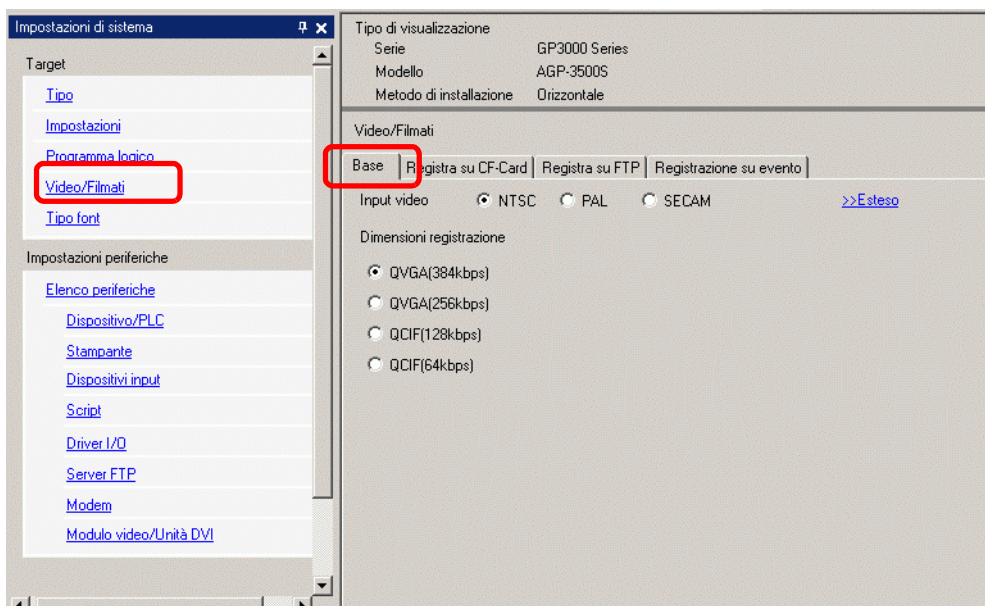 Impostazioni di sistema
Target
Tipo
Impostazioni
Programma logico
Video/Filmati
Tipo font
Impostazioni periferiche
Elenco periferiche
Dispositivo/PLC
Stampante
Dispositivi input
Script
Driver I/O
Server FTP
Modem
Modulo video/Unità DVI
Tipo di visualizzazione
Serie GP3000 Series
Modello AGP-3500S
Metodo di installazione Orizzontale
Video/Filmati
Base Registra su CF-Card Registra su FTP Registrazione su evento
Input video NTSC PAL SECAM >>Esteso
Dimensioni registrazione
QVGA(384kbps)
QVGA(256kbps)
QCIF(128kbps)
QCIF(64kbps)